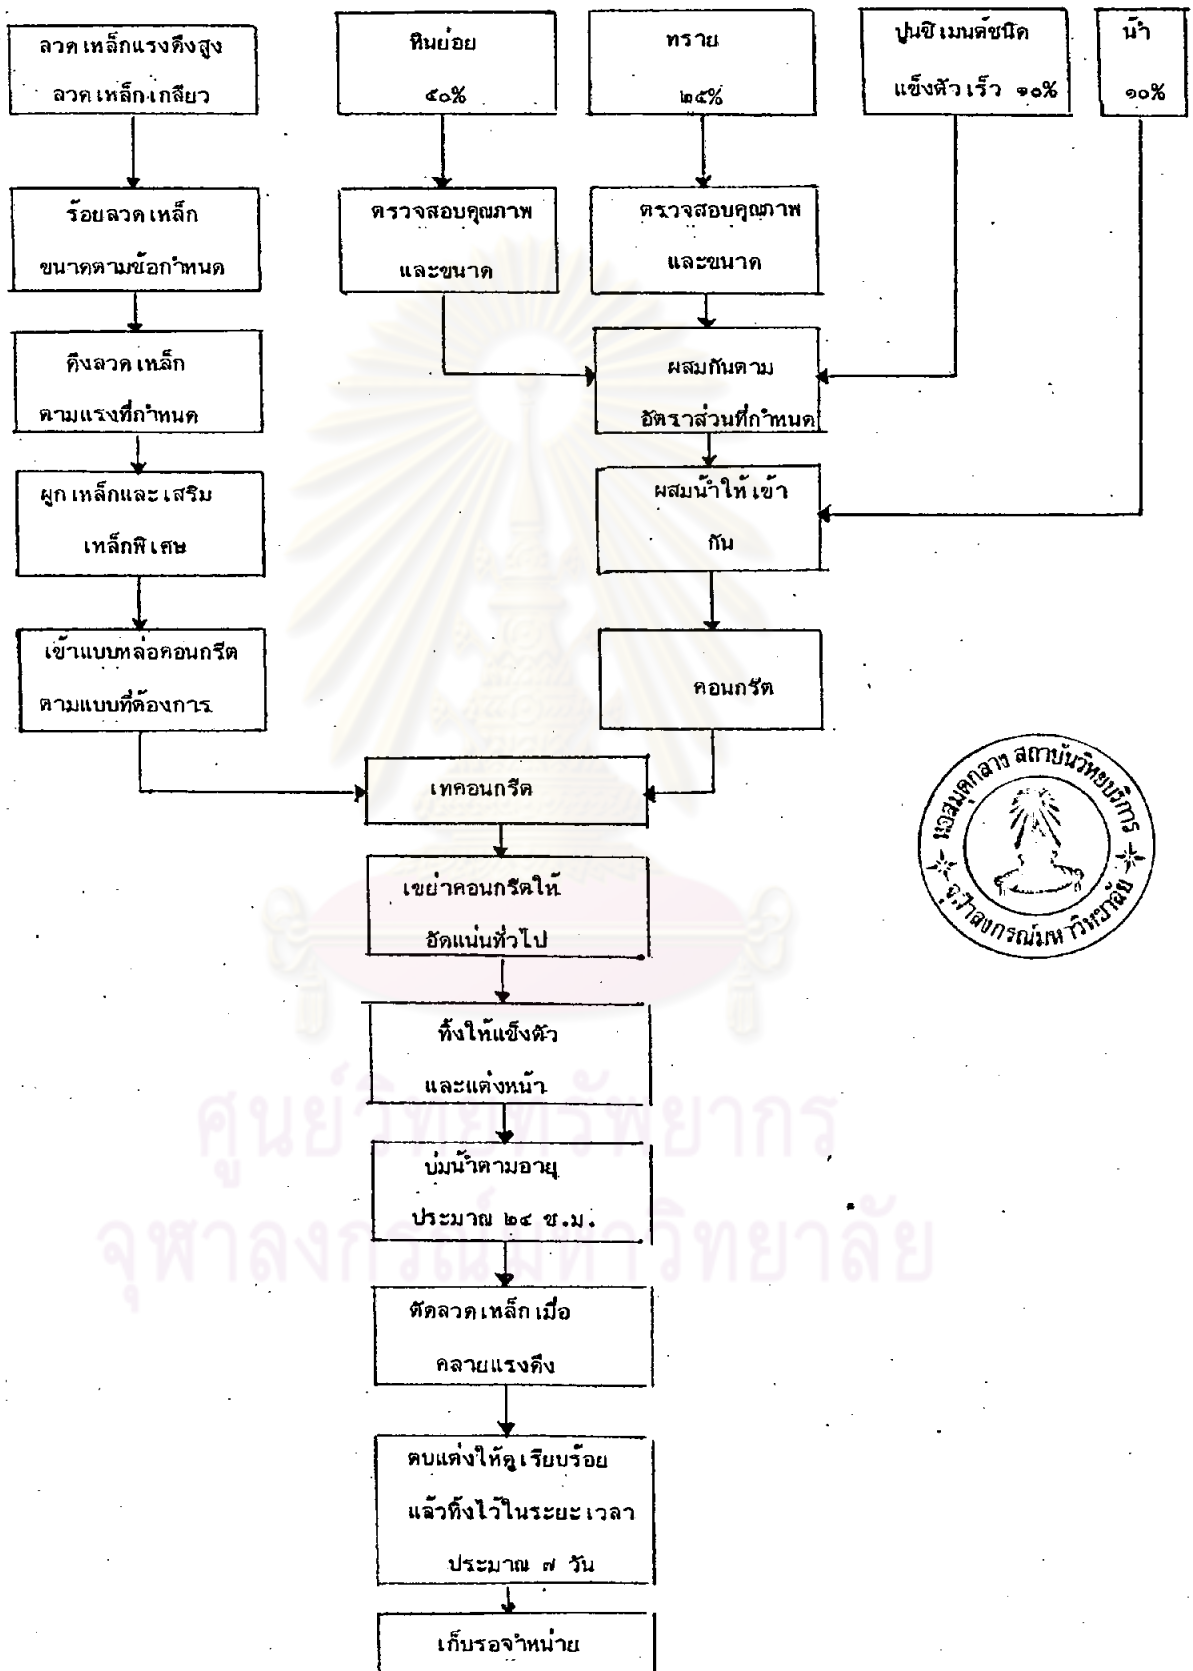 ลวดเหล็กแรงดึงสูง
ลวดเหล็กเกลียว
หินย่อย
๕๐%
ทราย
๒๕%
ปูนซิเมนต์ชนิด
แข็งตัวเร็ว ๑๐%
น้ำ
๑๐%
ร้อยลวดเหล็ก
ขนาดตามข้อกำหนด
ตรวจสอบคุณภาพ
และขนาด
ตรวจสอบคุณภาพ
และขนาด
ดึงลวดเหล็ก
ตามแรงที่กำหนด
ผสมกันตาม
อัตราส่วนที่กำหนด
ผูกเหล็กและเสริม
เหล็กพิเศษ
ผสมน้ำให้เข้า
กัน
เข้าแบบหล่อคอนกรีต
ตามแบบที่ต้องการ
คอนกรีต
เทคอนกรีต
เขย่าคอนกรีตให้
อัดแน่นทั่วไป
ทิ้งให้แข็งตัว
และแต่งหน้า
บ่มน้ำตามอายุ
ประมาณ ๒๔ ช.ม.
ตัดลวดเหล็กเมื่อ
คลายแรงดึง
ตบแต่งให้ดูเรียบร้อย
แล้วทิ้งไว้ในระยะเวลา
ประมาณ ๗ วัน
เก็บรอจำหน่าย
หอสมุดกลาง สถาบันวิทยบริการ
จุฬาลงกรณ์มหาวิทยาลัย
ศูนย์วิทยทรัพยากร
จุฬาลงกรณ์มหาวิทยาลัย